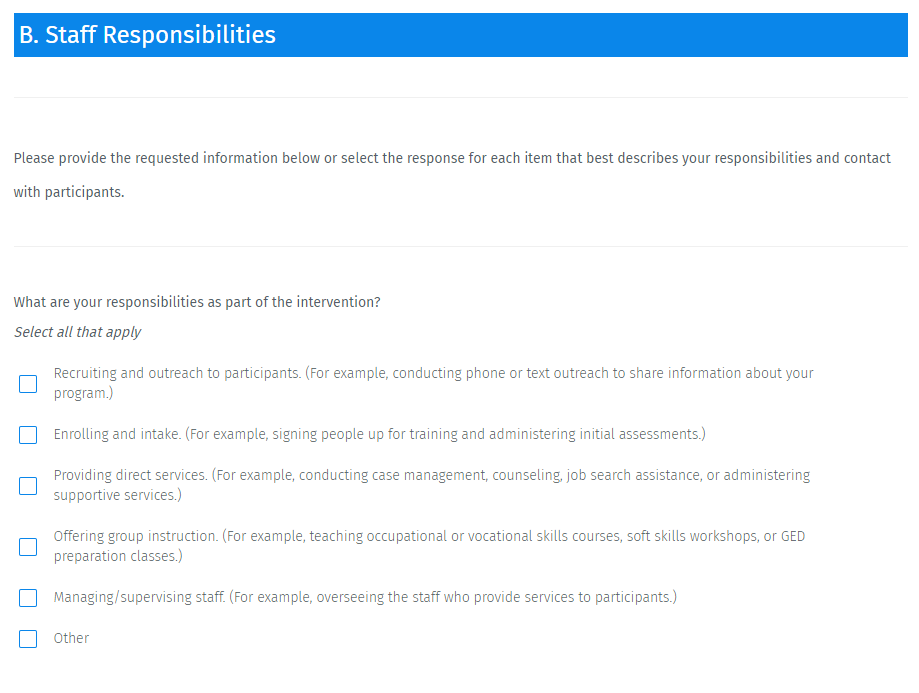 B. Staff Responsibilities
Please provide the requested information below or select the response for each item that best describes your responsibilities and contact
with participants.
What are your responsibilities as part of the intervention?
Select all that apply
Recruiting and outreach to participants. (For example, conducting phone or text outreach to share information about your
program.)
Enrolling and intake. (For example, signing people up for training and administering initial assessments.)
Providing direct services. (For example, conducting case management, counseling, job search assistance, or administering
supportive services.)
Offering group instruction. (For example, teaching occupational or vocational skills courses, soft skills workshops, or GED
preparation classes.)
Managing/supervising staff. (For example, overseeing the staff who provide services to participants.)
Other